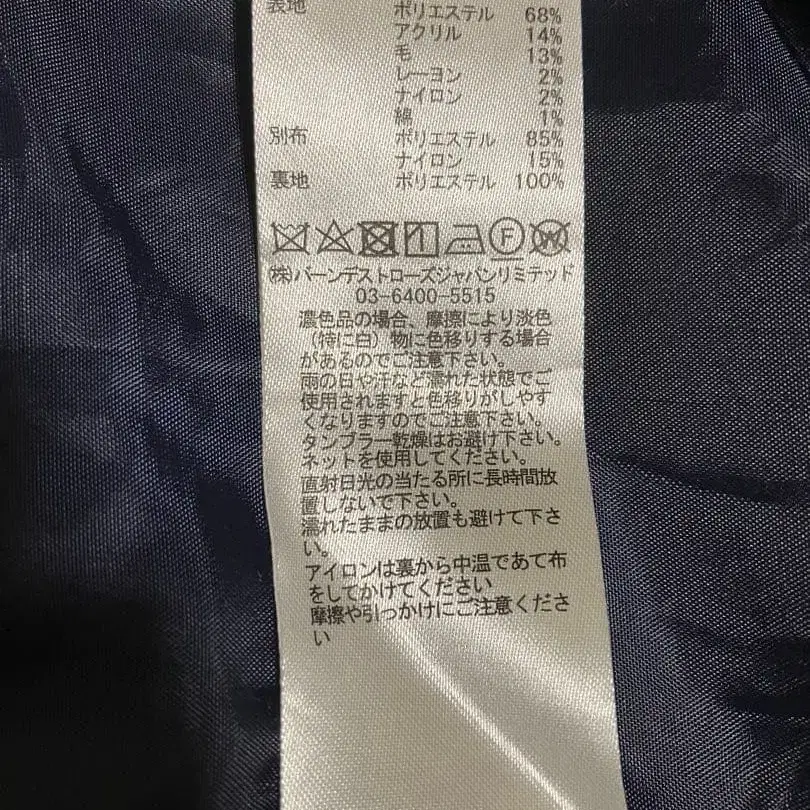 表地 ポリエステル 68%
アクリル 14%
毛 13%
レーヨン 2%
ナイロン 2%
綿 1%
別布 ポリエステル 85%
ナイロン 15%
裏地 ポリエステル 100%
F W
(株)バーンデストローズジャパンリミテッド
03-6400-5515
濃色品の場合、摩擦により淡色
(特に白)物に色移りする場合
があるのでご注意下さい。
雨の日や汗など濡れた状態でご
使用されますと色移りがしやす
くなりますのでご注意下さい。
タンブラー乾燥はお避け下さい。
ネットを使用してください。
直射日光の当たる所に長時間放
置しないで下さい。
濡れたままの放置も避けて下さ
い。
アイロンは裏から中温であて布
をしてかけてください
摩擦や引っかけにご注意くださ
い